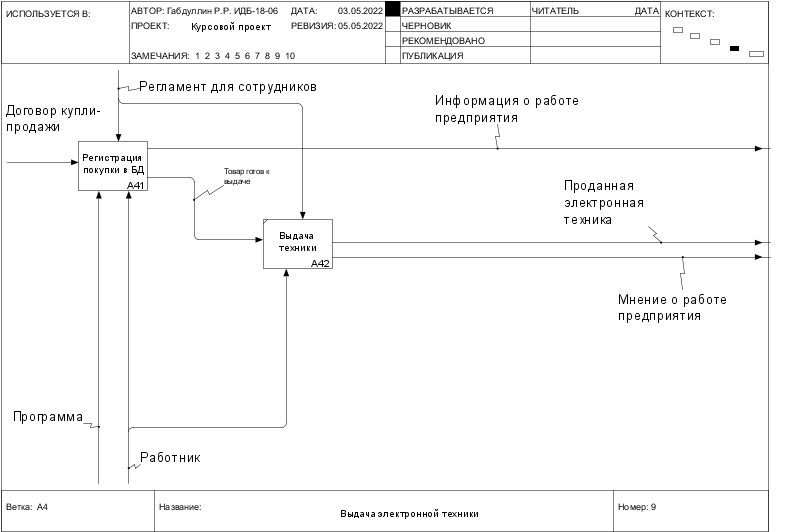 ИСПОЛЬЗУЕТСЯ В:
АВТОР: Габдуллин Р.Р. ИДБ-18-06 ДАТА: 03.05.2022
ПРОЕКТ: Курсовой проект РЕВИЗИЯ: 05.05.2022
ЗАМЕЧАНИЯ: 1 2 3 4 5 6 7 8 9 10
РАЗРАБАТЫВАЕТСЯ
ЧЕРНОВИК
РЕКОМЕНДОВАНО
ПУБЛИКАЦИЯ
ЧИТАТЕЛЬ ДАТА
КОНТЕКСТ:
Регламент для сотрудников
Договор купли-
продажи
Информация о работе
предприятия
Регистрация
покупки в БД
A41
Товар готов к
выдаче
Проданная
электронная
техника
Выдача
техники
A42
Мнение о работе
предприятия
Программа
Работник
Ветка: A4
Название:
Выдача электронной техники
Номер: 9